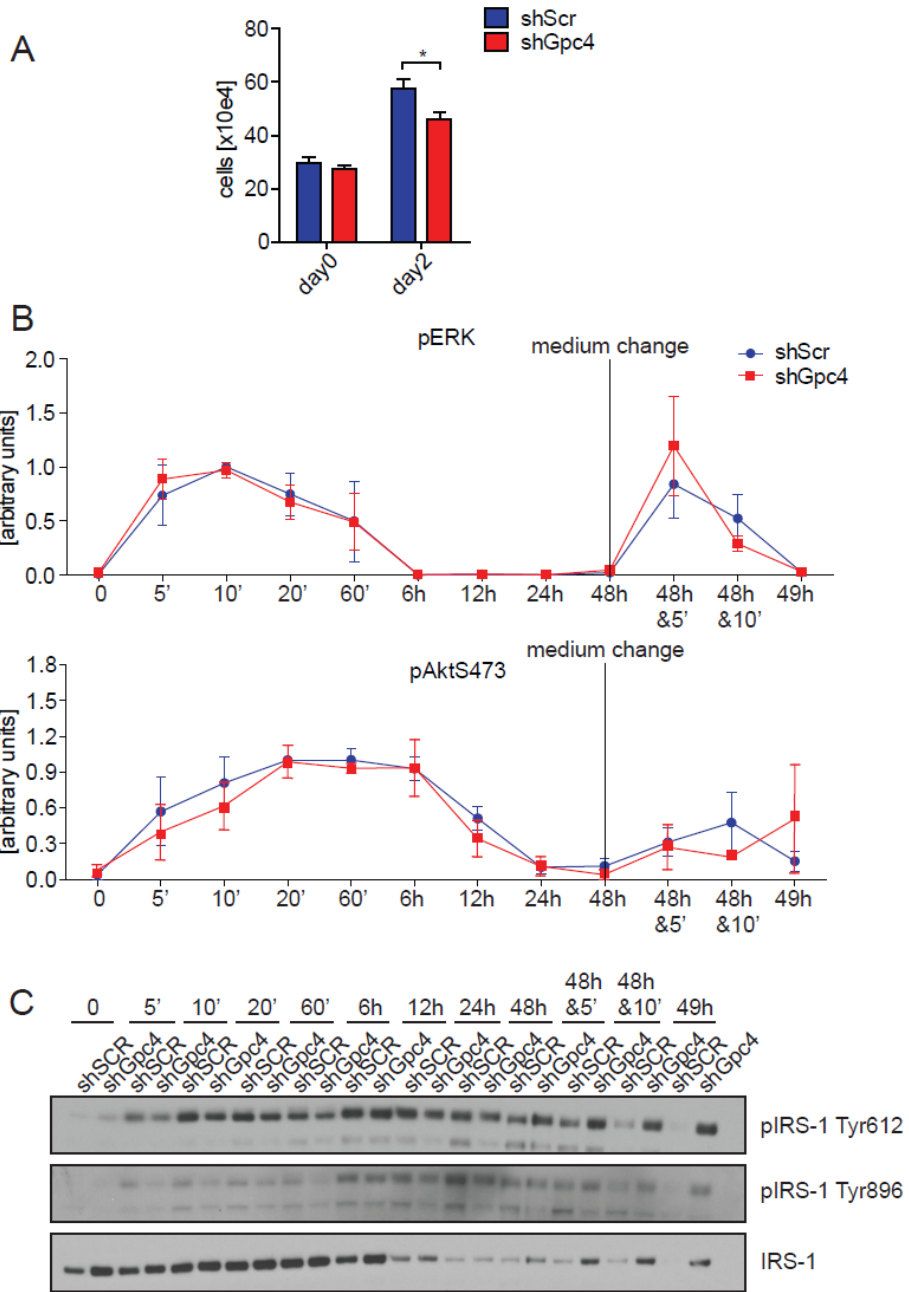 A
shScr
shGpc4
80
60
40
20
0
cells [x10e4]
*
day0
day2
B
pERK
medium change
shScr
shGpc4
2.0
1.5
1.0
0.5
0.0
[arbitrary units]
0 5’ 10’ 20’ 60’ 6h 12h 24h 48h 48h &5’ 48h &10’ 49h
medium change
pAktS473
1.8
1.5
1.2
0.9
0.6
0.3
0.0
[arbitrary units]
0 5’ 10’ 20’ 60’ 6h 12h 24h 48h 48h &5’ 48h &10’ 49h
C
0 5’ 10’ 20’ 60’ 6h 12h 24h 48h 48h &5’ 48h &10’ 49h
shSCR shGpc4 shSCR shGpc4 shSCR shGpc4 shSCR shGpc4 shSCR shGpc4 shSCR shGpc4 shSCR shGpc4 shSCR shGpc4 shSCR shGpc4 shSCR shGpc4 shSCR shGpc4 shSCR shGpc4
pIRS-1 Tyr612
pIRS-1 Tyr896
IRS-1